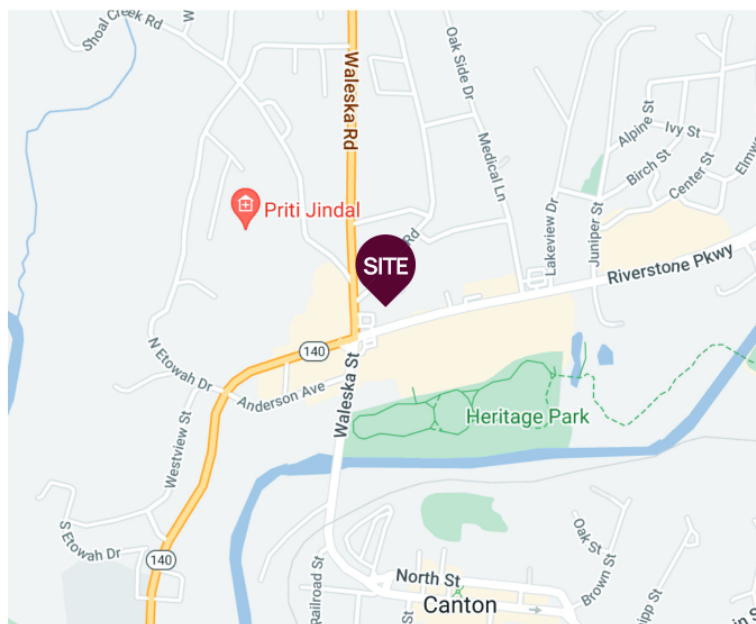 Shoal Creek Rd
W
Waleska Rd
Oak Side Dr
Medical Ln
Alpine St
Ivy St
Birch St
Center St
Elmw
Priti Jindal
Rd
SITE
Lakeview Dr
Juniper St
Riverstone Pkwy
140
N Etowah Dr
Anderson Ave
Waleska St
Heritage Park
Westview St
S Etowah Dr
140
Railroad St
North St
Canton
Oak St
Brown St
ipp St
n S